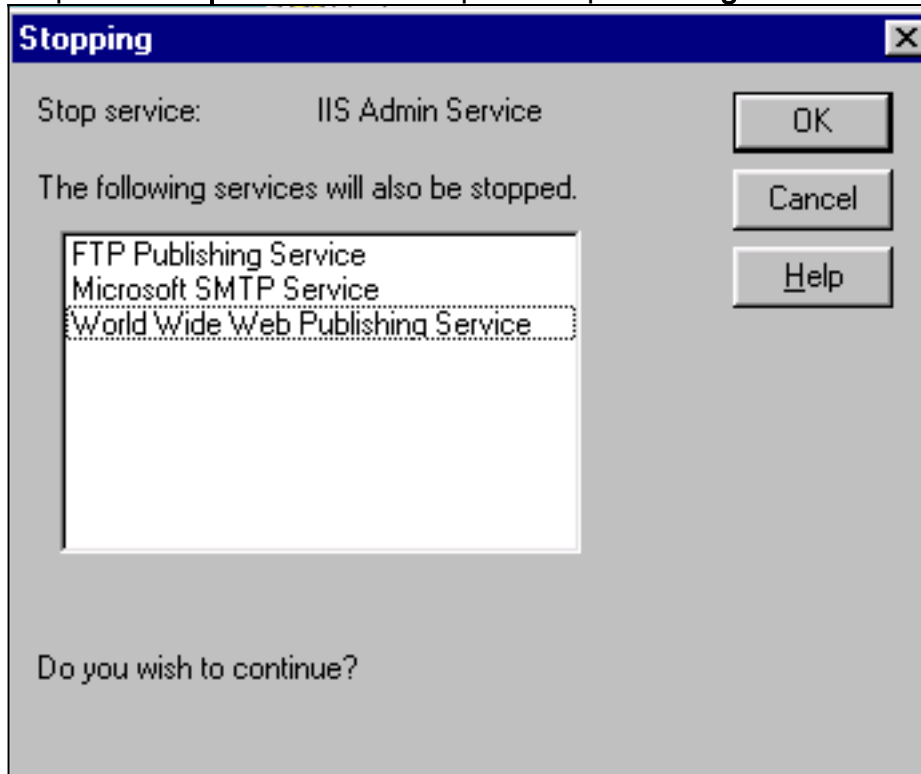 Stopping
Stop service: IIS Admin Service
OK
The following services will also be stopped.
Cancel
FTP Publishing Service
Microsoft SMTP Service
World Wide Web Publishing Service
Help
Do you wish to continue?